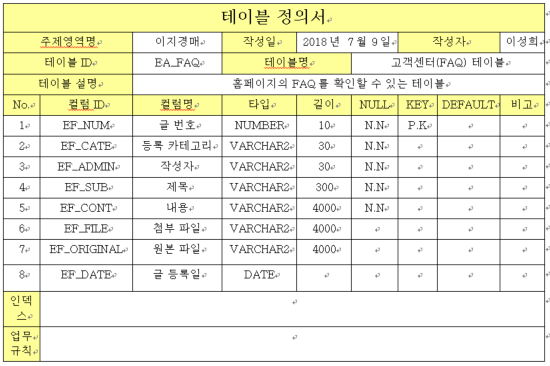 테이블 정의서
주제영역명 이지경매 작성일 2018년 7월 9일 작성자 이성희
테이블 ID EA_FAQ 테이블명 고객센터(FAQ) 테이블
테이블 설명 홈페이지의 FAQ를 확인할 수 있는 테이블
No. 컬럼 ID 컬럼명 타입 길이 NULL KEY DEFAULT 비고
1 EF_NUM 글 번호 NUMBER 10 N.N P.K
2 EF_CATE 등록 카테고리 VARCHAR2 30 N.N
3 EF_ADMIN 작성자 VARCHAR2 30 N.N
4 EF_SUB 제목 VARCHAR2 300 N.N
5 EF_CONT 내용 VARCHAR2 4000 N.N
6 EF_FILE 첨부 파일 VARCHAR2 4000
7 EF_ORIGINAL 원본 파일 VARCHAR2 4000
8 EF_DATE 글 등록일 DATE
인덱
스
업무
규칙